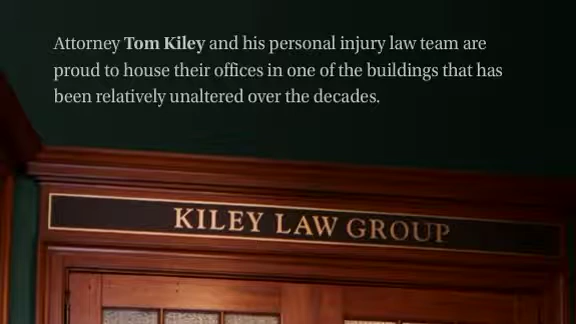 Attorney Tom Kiley and his personal injury law team are
proud to house their offices in one of the buildings that has
been relatively unaltered over the decades.
KILEY LAW GROUP